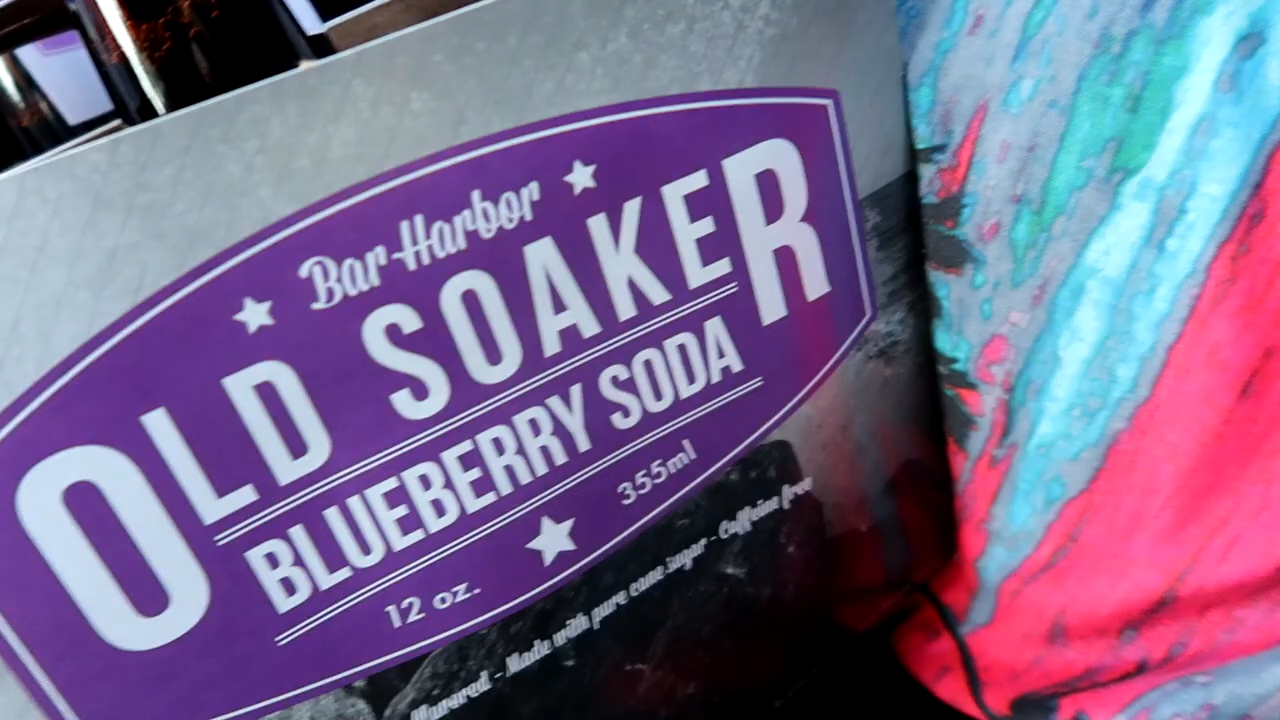 Bar Harbor
OLD SOAKER
BLUEBERRY SODA
12 oz. 355ml
- Made with pure cane sugar - Caffeine free